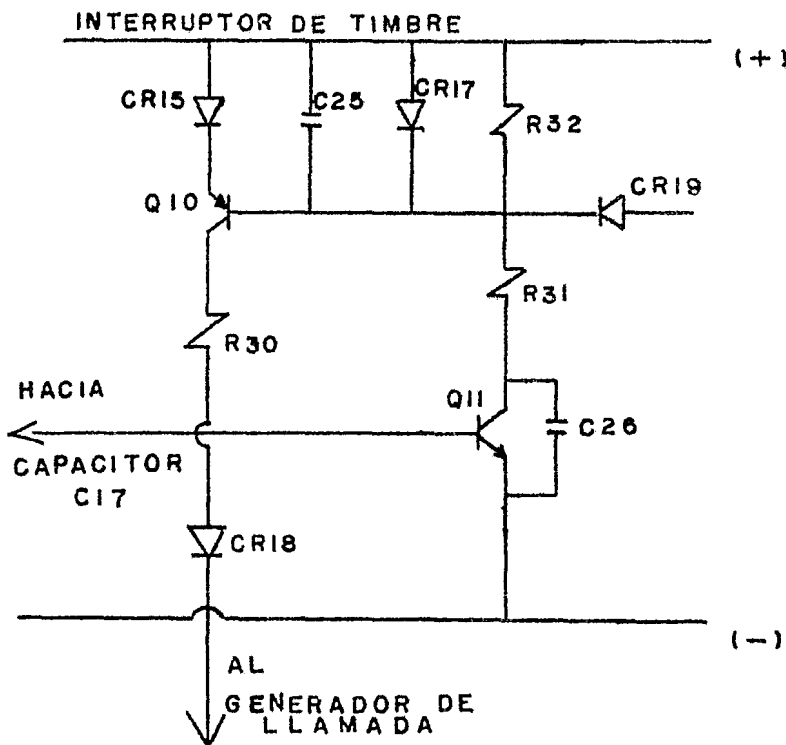 INTERRUPTOR DE TIMBRE
(+)
CR15
C25
CR17
R32
Q10
CR19
R31
R30
HACIA
Q11
C26
CAPACITOR
C17
CR18
(-)
AL
GENERADOR DE
LLAMADA